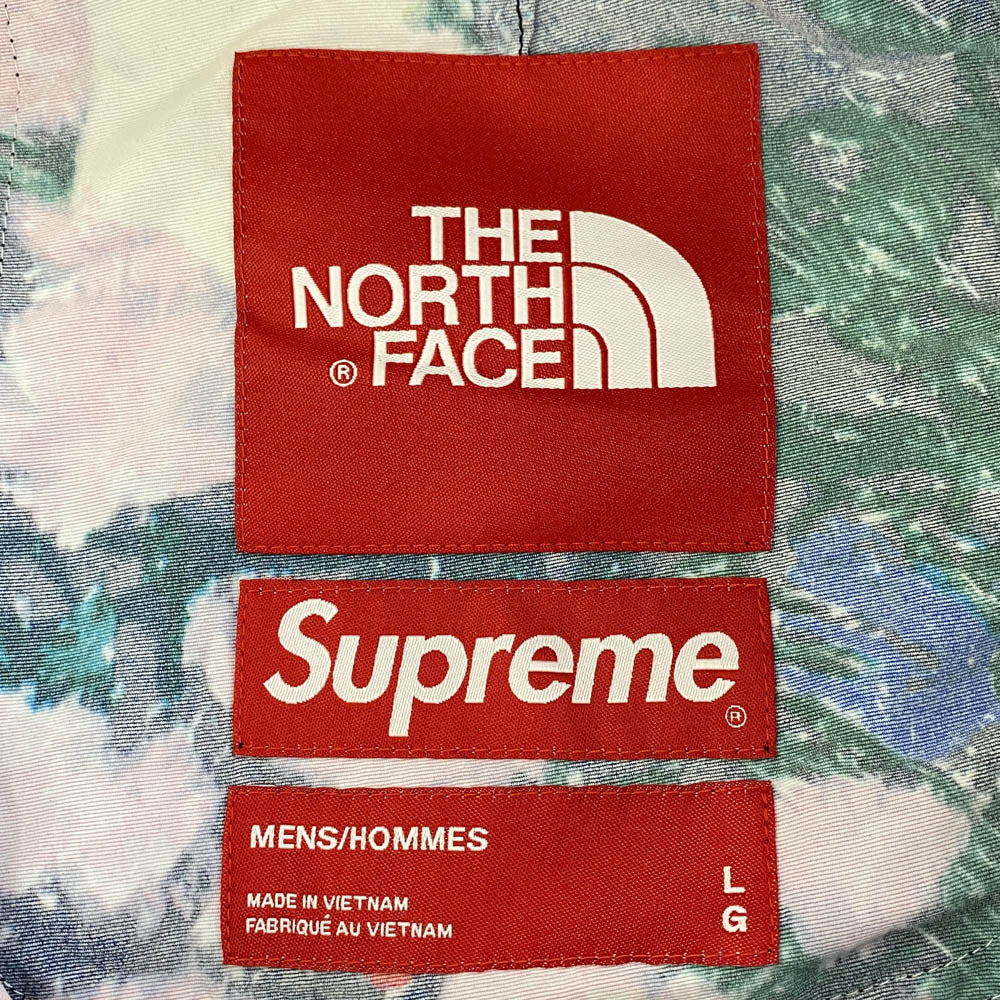 THE
NORTH
FACE
®
Supreme
®
MENS/HOMMES
MADE IN VIETNAM
FABRIQUÉ AU VIETNAM
L
G